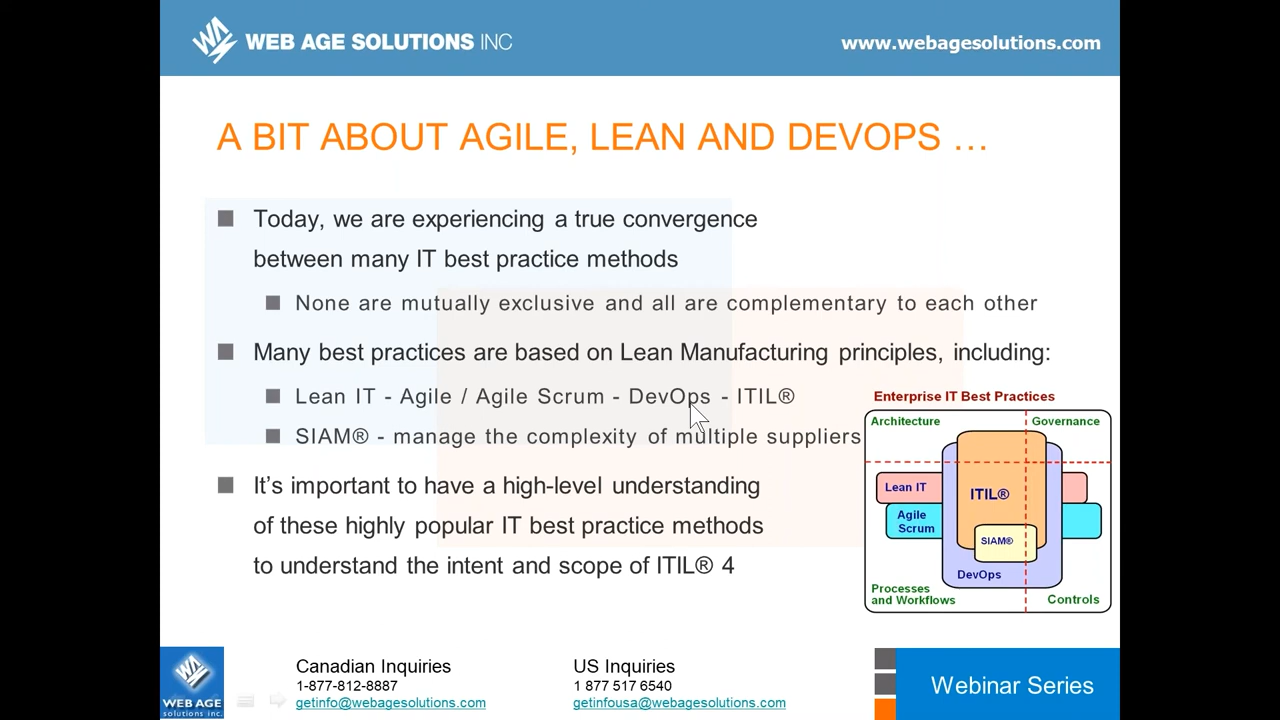 WEB AGE SOLUTIONS INC
www.webagesolutions.com
A BIT ABOUT AGILE, LEAN AND DEVOPS …
Today, we are experiencing a true convergence
between many IT best practice methods
None are mutually exclusive and all are complementary to each other
Many best practices are based on Lean Manufacturing principles, including:
Lean IT - Agile / Agile Scrum - DevOps - ITIL®
SIAM® - manage the complexity of multiple suppliers
It’s important to have a high-level understanding
of these highly popular IT best practice methods
to understand the intent and scope of ITIL® 4
Enterprise IT Best Practices
Architecture
Governance
Lean IT
ITIL®
Agile
Scrum
SIAM®
DevOps
Processes
and Workflows
Controls
WEB AGE
solutions inc.
Canadian Inquiries
1-877-812-8887
getinfo@webagesolutions.com
US Inquiries
1 877 517 6540
getinfousa@webagesolutions.com
Webinar Series